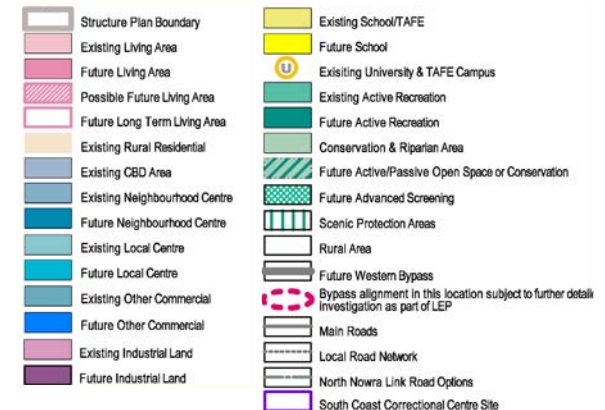 Structure Plan Boundary
Existing Living Area
Future Living Area
Possible Future Living Area
Future Long Term Living Area
Existing Rural Residential
Existing CBD Area
Existing Neighbourhood Centre
Future Neighbourhood Centre
Existing Local Centre
Future Local Centre
Existing Other Commercial
Future Other Commercial
Existing Industrial Land
Future Industrial Land
Existing School/TAFE
Future School
U
Exisiting University & TAFE Campus
Existing Active Recreation
Future Active Recreation
Conservation & Riparian Area
Future Active/Passive Open Space or Conservation
Future Advanced Screening
Scenic Protection Areas
Rural Area
Future Western Bypass
Bypass alignment in this location subject to further detaile
investigation as part of LEP
Main Roads
Local Road Network
North Nowra Link Road Options
South Coast Correctional Centre Site